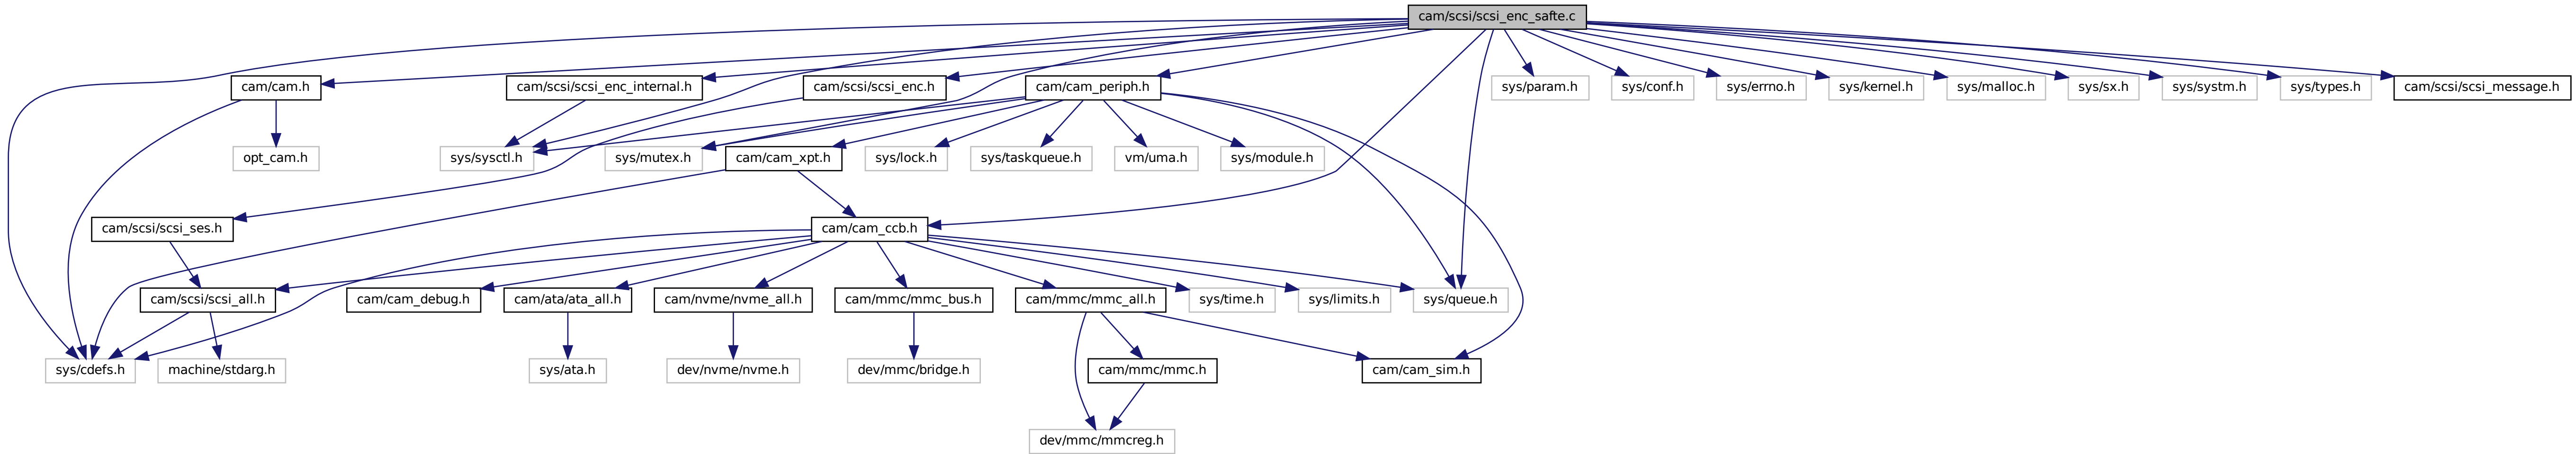 cam/scsi/scsi_enc_safte.c
cam/cam.h
cam/scsi/scsi_enc_internal.h
cam/scsi/scsi_enc.h
cam/cam_periph.h
sys/param.h
sys/conf.h
sys/errno.h
sys/kernel.h
sys/malloc.h
sys/sx.h
sys/systm.h
sys/types.h
cam/scsi/scsi_message.h
opt_cam.h
sys/sysctl.h
sys/mutex.h
cam/cam_xpt.h
sys/lock.h
sys/taskqueue.h
vm/uma.h
sys/module.h
cam/scsi/scsi_ses.h
cam/cam_ccb.h
cam/scsi/scsi_all.h
cam/cam_debug.h
cam/ata/ata_all.h
cam/nvme/nvme_all.h
cam/mmc/mmc_bus.h
cam/mmc/mmc_all.h
sys/time.h
sys/limits.h
sys/queue.h
sys/cdefs.h
machine/stdarg.h
sys/ata.h
dev/nvme/nvme.h
dev/mmc/bridge.h
cam/mmc/mmc.h
cam/cam_sim.h
dev/mmc/mmcreg.h